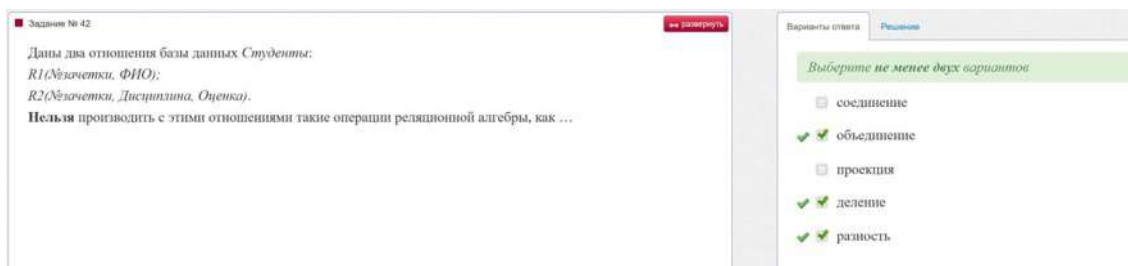 Задание № 42
развернуть
Даны два отношения базы данных Студенты:
R1(№зачетки, ФИО);
R2(№зачетки, Дисциплина, Оценка).
Нельзя производить с этими отношениями такие операции реляционной алгебры, как …
Варианты ответа
Решение
Выберите не менее двух вариантов
соединение
объединение
проекция
деление
разность